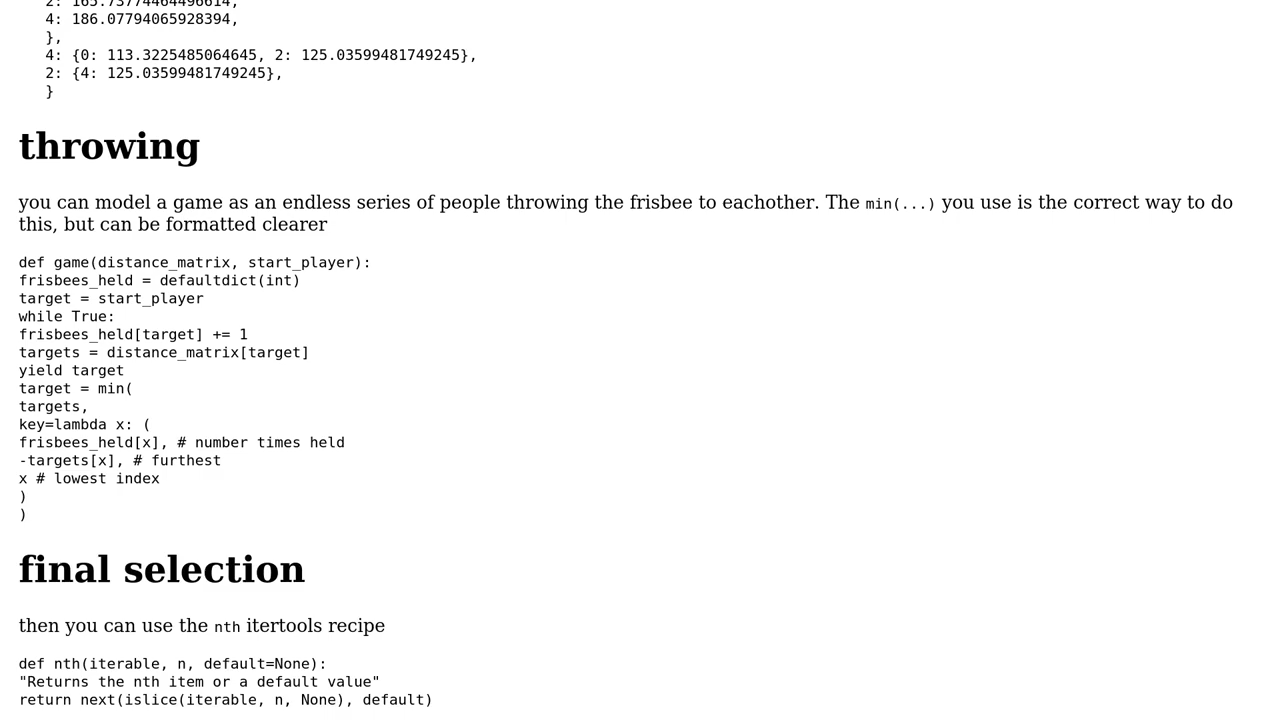 2: 165.73774464496614,
4: 186.07794065928394,
},
4: {0: 113.3225485064645, 2: 125.03599481749245},
2: {4: 125.03599481749245},
}
throwing
you can model a game as an endless series of people throwing the frisbee to eachother. The min(...) you use is the correct way to do
this, but can be formatted clearer
def game(distance_matrix, start_player):
frisbees_held = defaultdict(int)
target = start_player
while True:
frisbees_held[target] += 1
targets = distance_matrix[target]
yield target
target = min(
targets,
key=lambda x: (
frisbees_held[x], # number times held
-targets[x], # furthest
x # lowest index
)
)
final selection
then you can use the nth itertools recipe
def nth(iterable, n, default=None):
"Returns the nth item or a default value"
return next(islice(iterable, n, None), default)